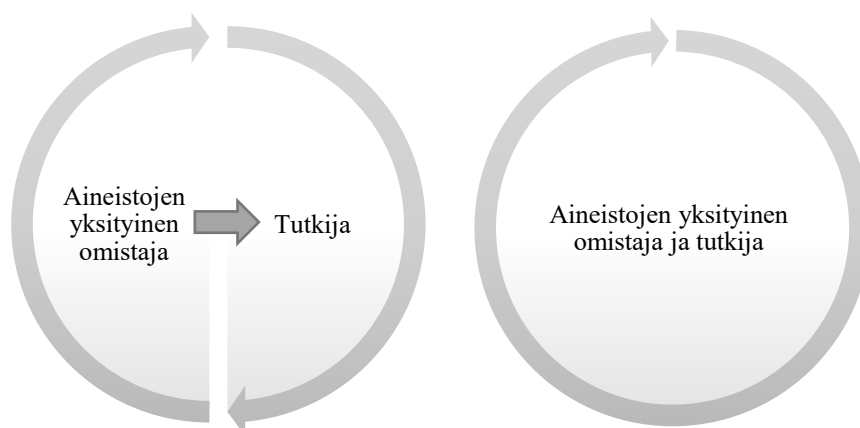 Aineistojen
yksityinen
omistaja
Tutkija
Aineistojen yksityinen
omistaja ja tutkija